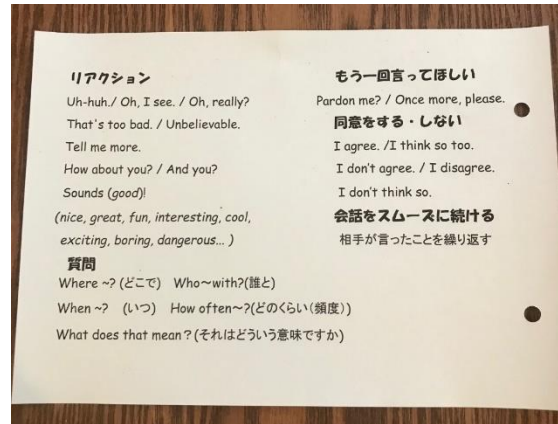 リアクション
Uh-huh./ Oh, I see. / Oh, really?
That's too bad. / Unbelievable.
Tell me more.
How about you? / And you?
Sounds (good)!
(nice, great, fun, interesting, cool,
exciting, boring, dangerous... )
もう一回言ってほしい
Pardon me? / Once more, please.
同意をする・しない
I agree. /I think so too.
I don't agree. / I disagree.
I don't think so.
会話をスムーズに続ける
相手が言ったことを繰り返す
質問
Where ~? (どこで) Who～with?(誰と)
When ~? (いつ) How often～?(どのくらい(頻度))
What does that mean？(それはどういう意味ですか)